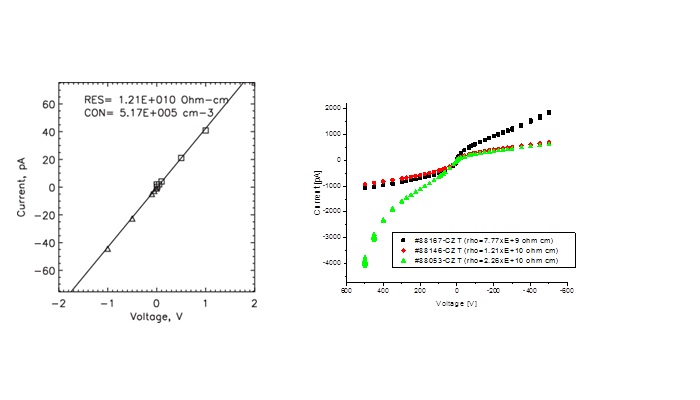 RES= 1.21E+010 Ohm-cm
CON= 5.17E+005 cm-3
Current, pA
60
40
20
0
-20
-40
-60
-2
-1
0
1
2
Voltage, V
Current [pA]
2000
1000
0
-1000
-2000
-3000
-4000
#88167-CZT (rho=7.77xE+9 ohm cm)
#88146-CZT (rho=1.21xE+10 ohm cm)
#88053-CZT (rho=2.26xE+10 ohm cm)
600
400
200
0
-200
-400
-600
Voltage [V]